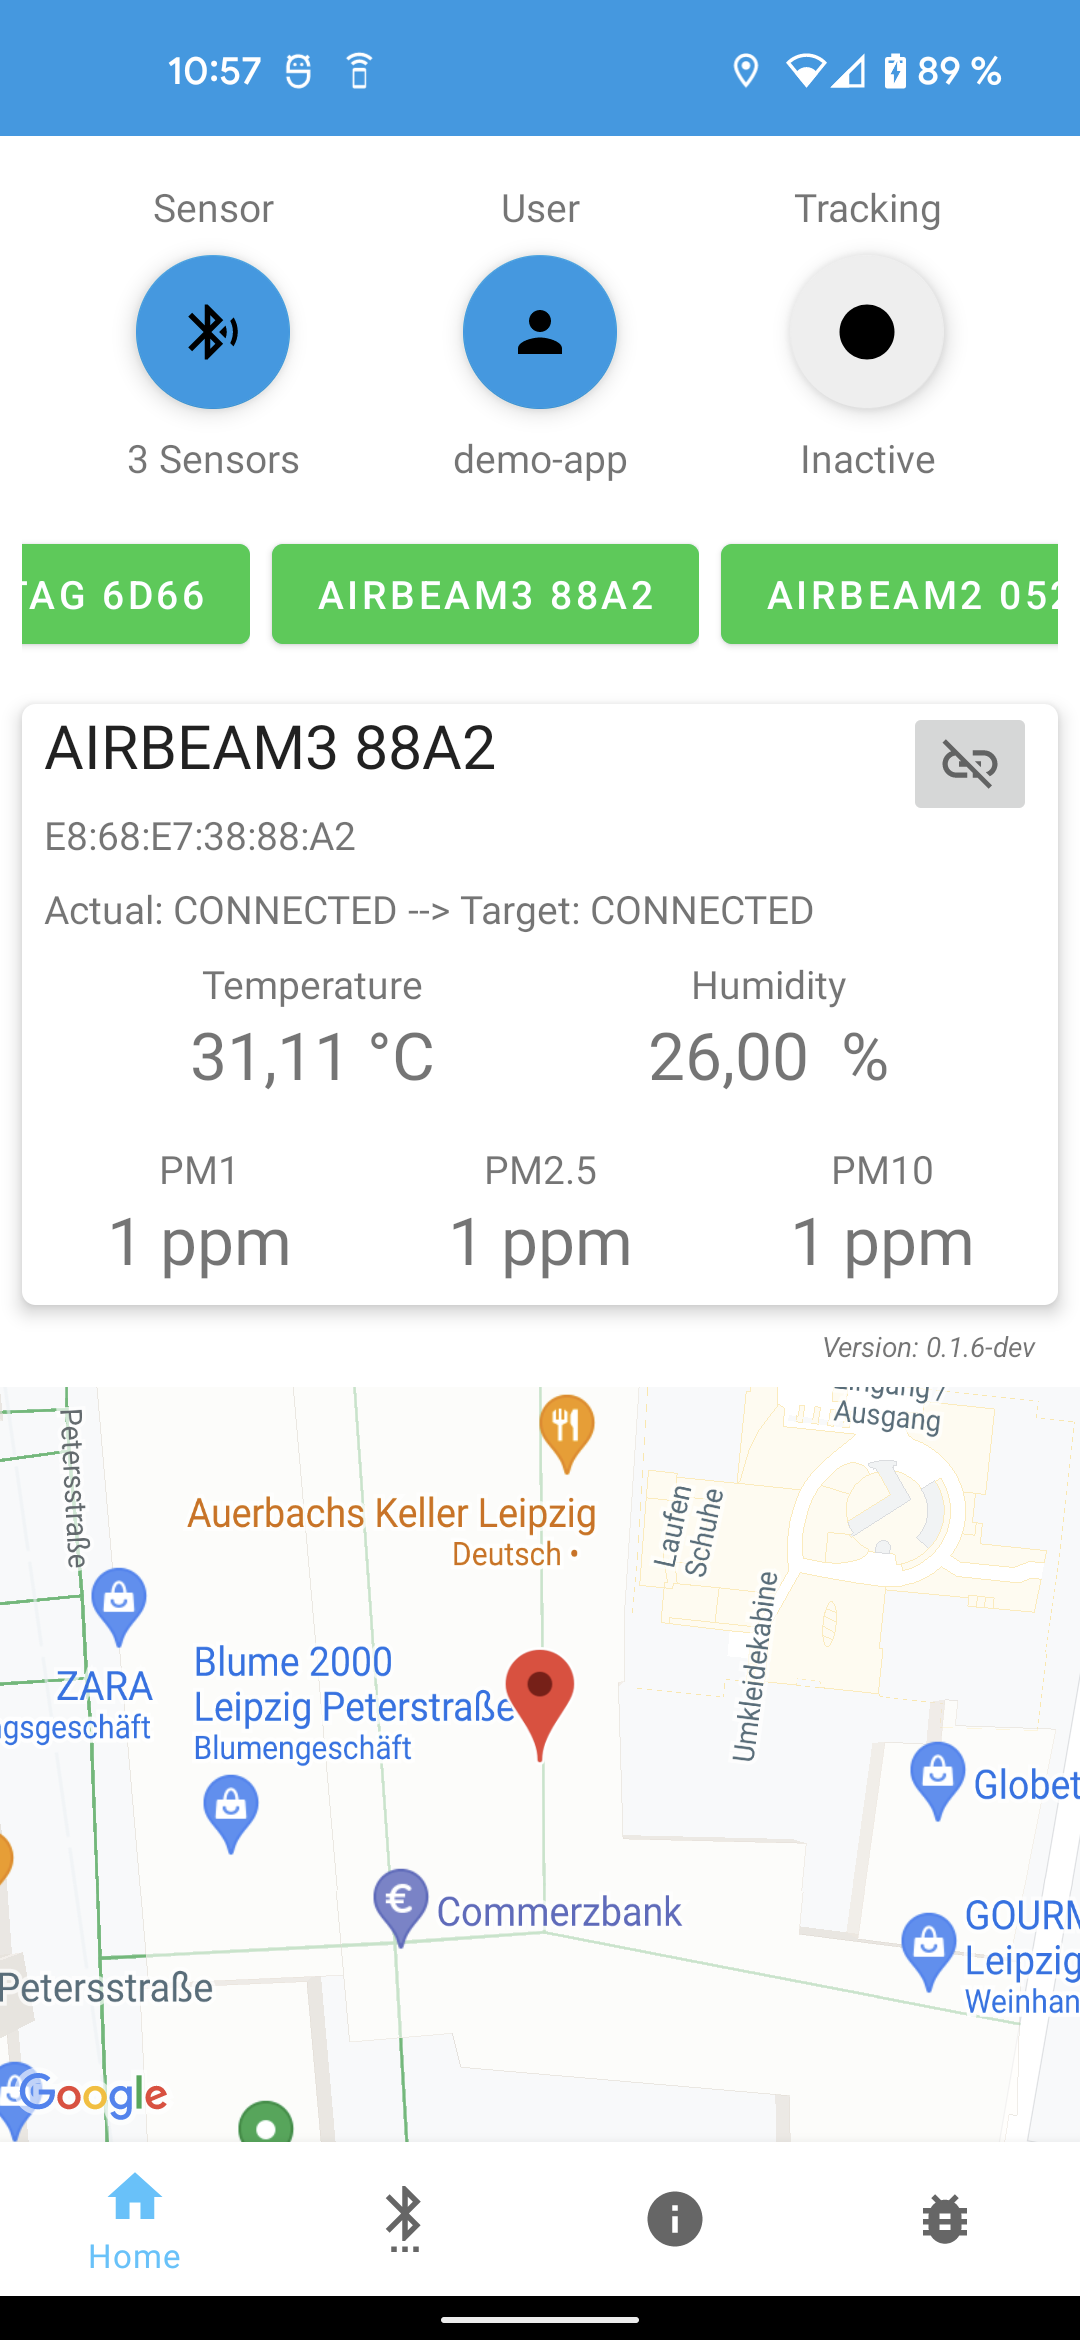 10:57 89 %
Sensor User Tracking
3 Sensors demo-app Inactive
TAG 6D66 AIRBEAM3 88A2 AIRBEAM2 052
AIRBEAM3 88A2
E8:68:E7:38:88:A2
Actual: CONNECTED --> Target: CONNECTED
Temperature Humidity
31,11 °C 26,00 %
PM1 PM2.5 PM10
1 ppm 1 ppm 1 ppm
Version: 0.1.6-dev
Eingang /
Ausgang
Petersstraße
Auerbachs Keller Leipzig
Deutsch •
Laufen
Schuhe
Umkleidekabine
ZARA
ngsgeschäft
Blume 2000
Leipzig Peterstraße
Blumengeschäft
Globet
€ Commerzbank
GOURM
Leipzig
Weinhan
Petersstraße
Google
Home